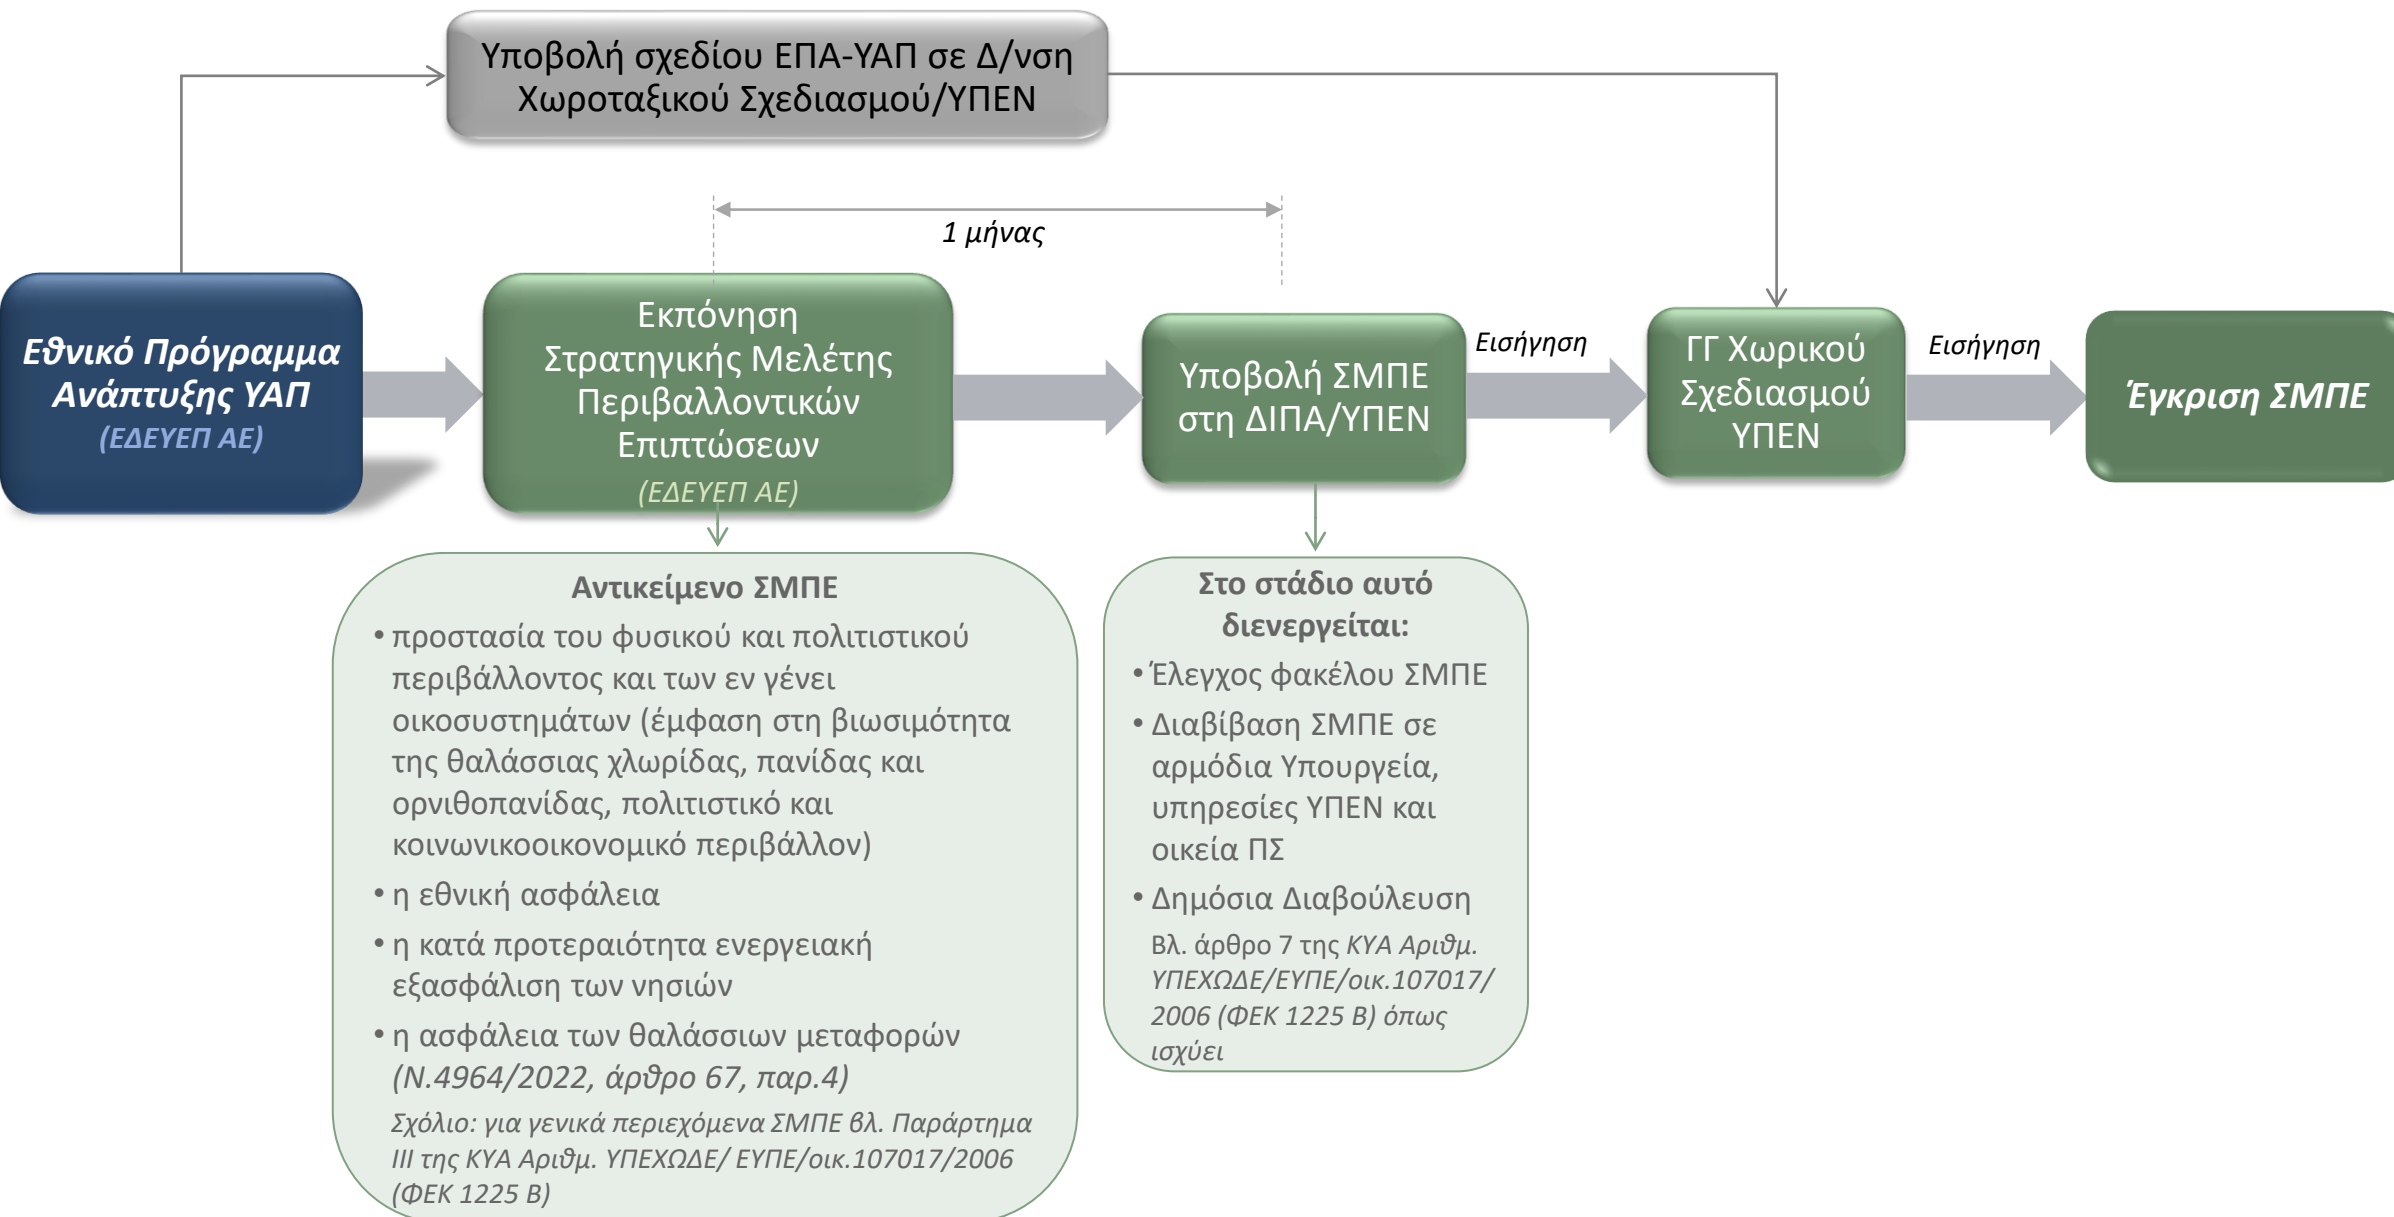 Υποβολή σχεδίου ΕΠΑ-ΥΑΠ σε Δ/νση
Χωροταξικού Σχεδιασμού/ΥΠΕΝ
1 μήνας
Εθνικό Πρόγραμμα
Ανάπτυξης ΥΑΠ
(ΕΔΕΥΕΠ ΑΕ)
Εκπόνηση
Στρατηγικής Μελέτης
Περιβαλλοντικών
Επιπτώσεων
(ΕΔΕΥΕΠ ΑΕ)
Υποβολή ΣΜΠΕ
στη ΔΙΠΑ/ΥΠΕΝ
Εισήγηση
ΓΓ Χωρικού
Σχεδιασμού
ΥΠΕΝ
Εισήγηση
Έγκριση ΣΜΠΕ
Αντικείμενο ΣΜΠΕ
• προστασία του φυσικού και πολιτιστικού
περιβάλλοντος και των εν γένει
οικοσυστημάτων (έμφαση στη βιωσιμότητα
της θαλάσσιας χλωρίδας, πανίδας και
ορνιθοπανίδας, πολιτιστικό και
κοινωνικοοικονομικό περιβάλλον)
• η εθνική ασφάλεια
• η κατά προτεραιότητα ενεργειακή
εξασφάλιση των νησιών
• η ασφάλεια των θαλάσσιων μεταφορών
(Ν.4964/2022, άρθρο 67, παρ.4)
Σχόλιο: για γενικά περιεχόμενα ΣΜΠΕ βλ. Παράρτημα
ΙΙΙ της ΚΥΑ Αριθμ. ΥΠΕΧΩΔΕ/ ΕΥΠΕ/οικ.107017/2006
(ΦΕΚ 1225 Β)
Στο στάδιο αυτό
διενεργείται:
• Έλεγχος φακέλου ΣΜΠΕ
• Διαβίβαση ΣΜΠΕ σε
αρμόδια Υπουργεία,
υπηρεσίες ΥΠΕΝ και
οικεία ΠΣ
• Δημόσια Διαβούλευση
Βλ. άρθρο 7 της ΚΥΑ Αριθμ.
ΥΠΕΧΩΔΕ/ΕΥΠΕ/οικ.107017/
2006 (ΦΕΚ 1225 Β) όπως
ισχύει